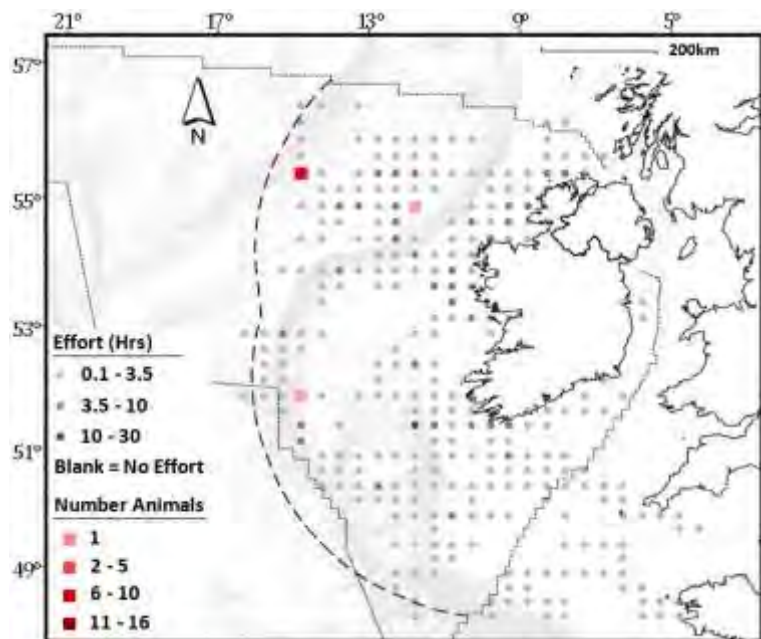 21° 17° 13° 9° 5°
57°
200km
N
55°
53°
Effort (Hrs)
0.1 - 3.5
3.5 - 10
10 - 30
51°
Blank = No Effort
Number Animals
1
2 - 5
49°
6 - 10
11 - 16